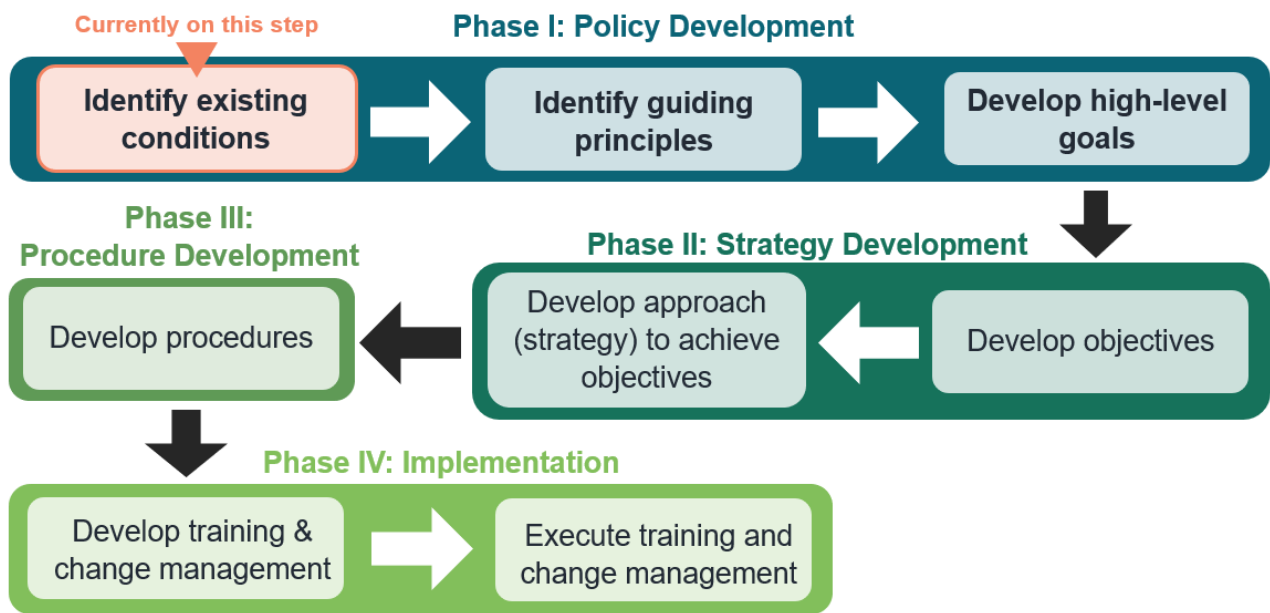 Currently on this step
Phase I: Policy Development
Identify existing
conditions
Identify guiding
principles
Develop high-level
goals
Phase II: Strategy Development
Develop objectives
Develop approach
(strategy) to achieve
objectives
Phase III:
Procedure Development
Develop procedures
Phase IV: Implementation
Develop training &
change management
Execute training and
change management